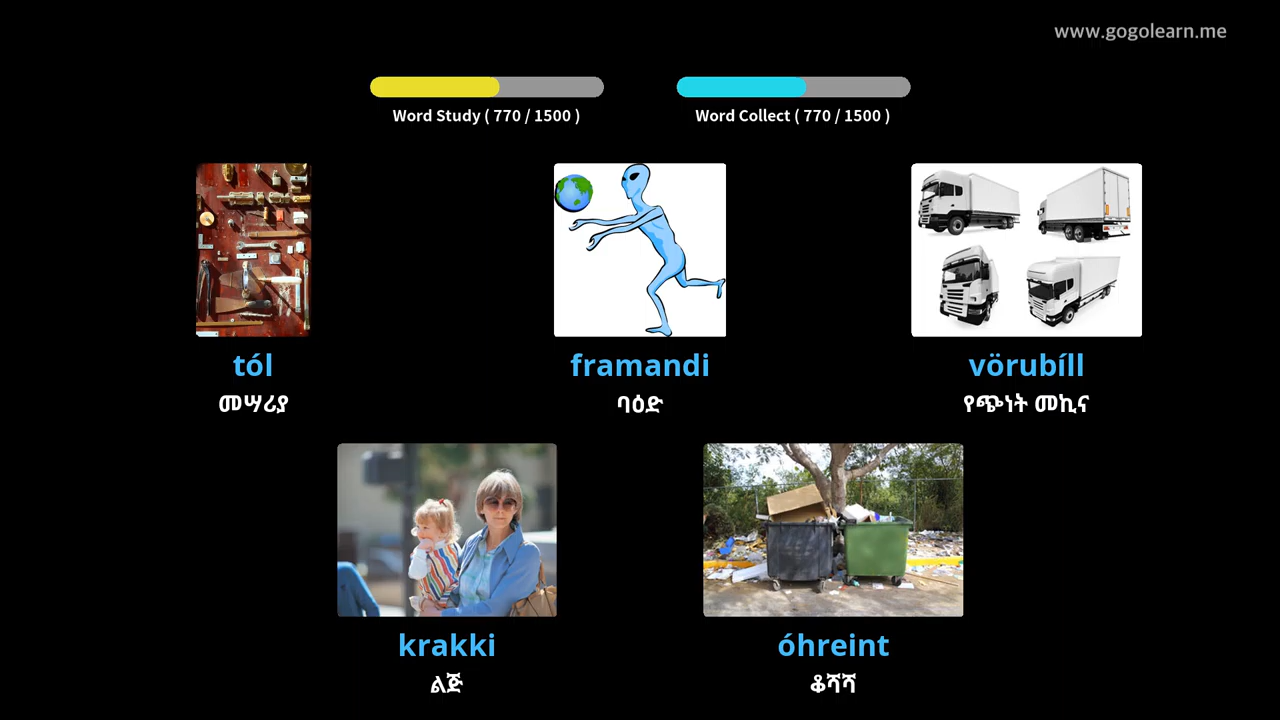 www.gogolearn.me
Word Study ( 770 / 1500 )
Word Collect ( 770 / 1500 )
tól
መሣሪያ
framandi
ባዕድ
vörubíll
የጭነት መኪና
krakki
ልጅ
óhreint
ቆሻሻ